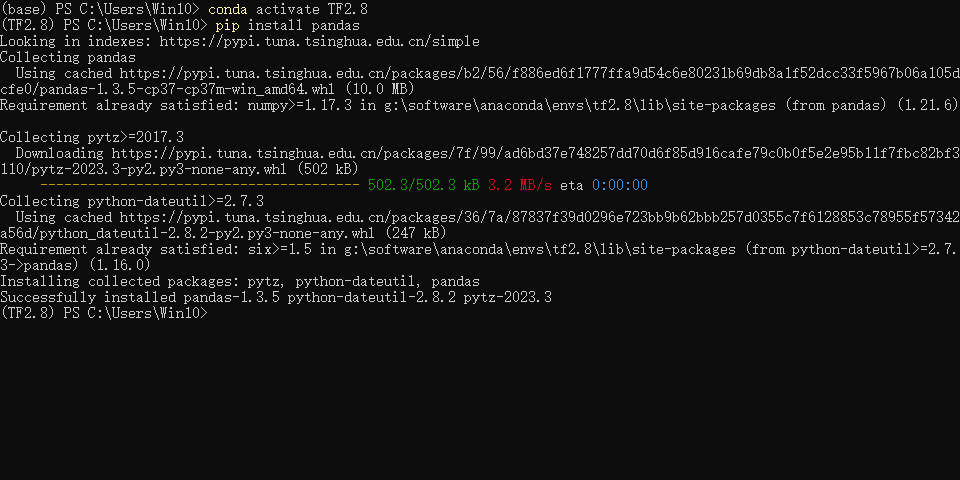 (base) PS C:\Users\Win10> conda activate TF2.8
(TF2.8) PS C:\Users\Win10> pip install pandas
Looking in indexes: https://pypi.tuna.tsinghua.edu.cn/simple
Collecting pandas
  Using cached https://pypi.tuna.tsinghua.edu.cn/packages/b2/56/f886ed6f1777ffa9d54c6e80231b69db8a1f52dcc33f5967b06a105d
cfe0/pandas-1.3.5-cp37-cp37m-win_amd64.whl (10.0 MB)
Requirement already satisfied: numpy>=1.17.3 in g:\software\anaconda\envs\tf2.8\lib\site-packages (from pandas) (1.21.6)
Collecting pytz>=2017.3
  Downloading https://pypi.tuna.tsinghua.edu.cn/packages/7f/99/ad6bd37e748257dd70d6f85d916cafe79c0b0f5e2e95b11f7fbc82bf3
110/pytz-2023.3-py2.py3-none-any.whl (502 kB)
     ---------------------------------------- 502.3/502.3 kB 3.2 MB/s eta 0:00:00
Collecting python-dateutil>=2.7.3
  Using cached https://pypi.tuna.tsinghua.edu.cn/packages/36/7a/87837f39d0296e723bb9b62bbb257d0355c7f6128853c78955f57342
a56d/python_dateutil-2.8.2-py2.py3-none-any.whl (247 kB)
Requirement already satisfied: six>=1.5 in g:\software\anaconda\envs\tf2.8\lib\site-packages (from python-dateutil>=2.7.
3->pandas) (1.16.0)
Installing collected packages: pytz, python-dateutil, pandas
Successfully installed pandas-1.3.5 python-dateutil-2.8.2 pytz-2023.3
(TF2.8) PS C:\Users\Win10>